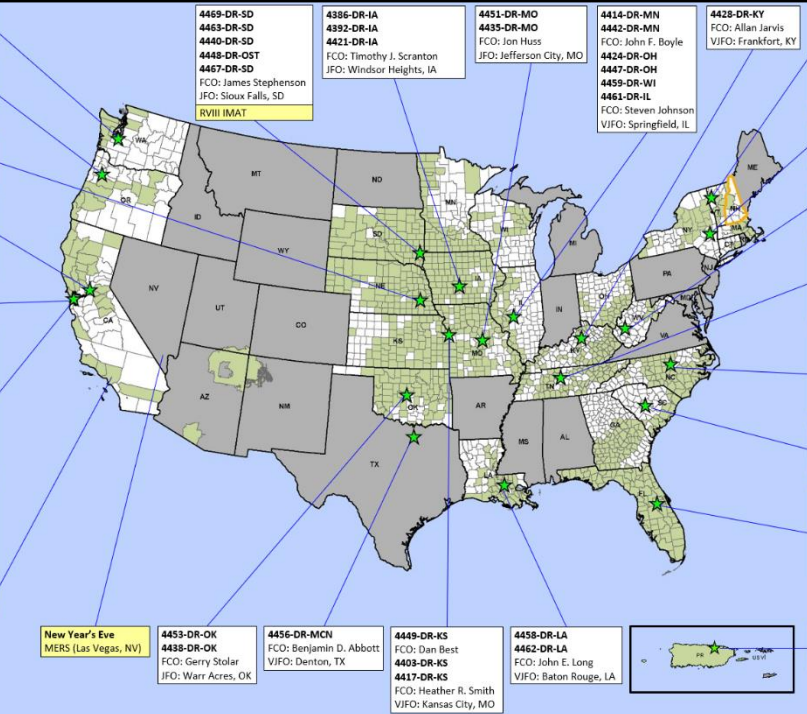 4469-DR-SD
4463-DR-SD
4440-DR-SD
4448-DR-OST
4467-DR-SD
FCO: James Stephenson
JFO: Sioux Falls, SD
RVIII IMAT
4386-DR-IA
4392-DR-IA
4421-DR-IA
FCO: Timothy J. Scranton
JFO: Windsor Heights, IA
4451-DR-MO
4435-DR-MO
FCO: Jon Huss
JFO: Jefferson City, MO
4414-DR-MN
4442-DR-MN
FCO: John F. Boyle
4424-DR-OH
4447-DR-OH
4459-DR-WI
4461-DR-IL
FCO: Steven Johnson
VJFO: Springfield, IL
4428-DR-KY
FCO: Allan Jarvis
VJFO: Frankfort, KY
WA
MT
ND
MN
ME
OR
ID
SD
WI
NY
NH
MA
CT
WY
MI
IA
PA
NJ
NV
UT
NE
IL
IN
OH
MD
CA
CO
KS
MO
WV
VA
KY
AZ
NM
OK
AR
TN
NC
SC
TX
LA
MS
AL
GA
FL
New Year's Eve
MERS (Las Vegas, NV)
4453-DR-OK
4438-DR-OK
FCO: Gerry Stolar
JFO: Warr Acres, OK
4456-DR-MCN
FCO: Benjamin D. Abbott
VJFO: Denton, TX
4449-DR-KS
FCO: Dan Best
4403-DR-KS
4417-DR-KS
FCO: Heather R. Smith
VJFO: Kansas City, MO
4458-DR-LA
4462-DR-LA
FCO: John E. Long
VJFO: Baton Rouge, LA
PR
USVI